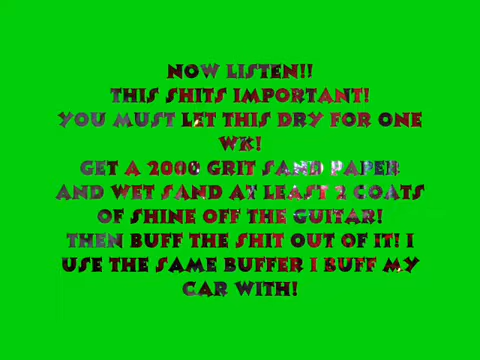 NOW LISTEN!!
THIS SHITS IMPORTANT!
YOU MUST LET THIS DRY FOR ONE
WK!
GET A 2000 GRIT SAND PAPER
AND WET SAND AT LEAST 2 COATS
OF SHINE OFF THE GUITAR!
THEN BUFF THE SHIT OUT OF IT! I
USE THE SAME BUFFER I BUFF MY
CAR WITH!